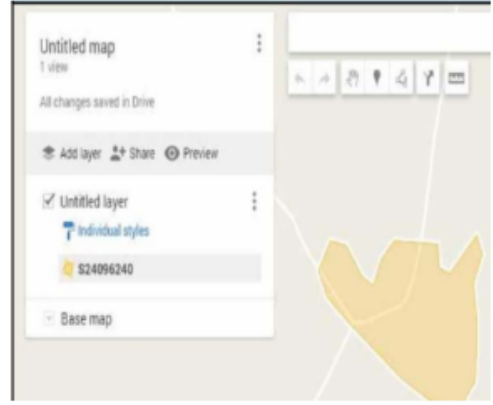 Untitled map
1 view
All changes saved in Drive
Add layer Share Preview
Untitled layer
Individual styles
S24096240
Base map